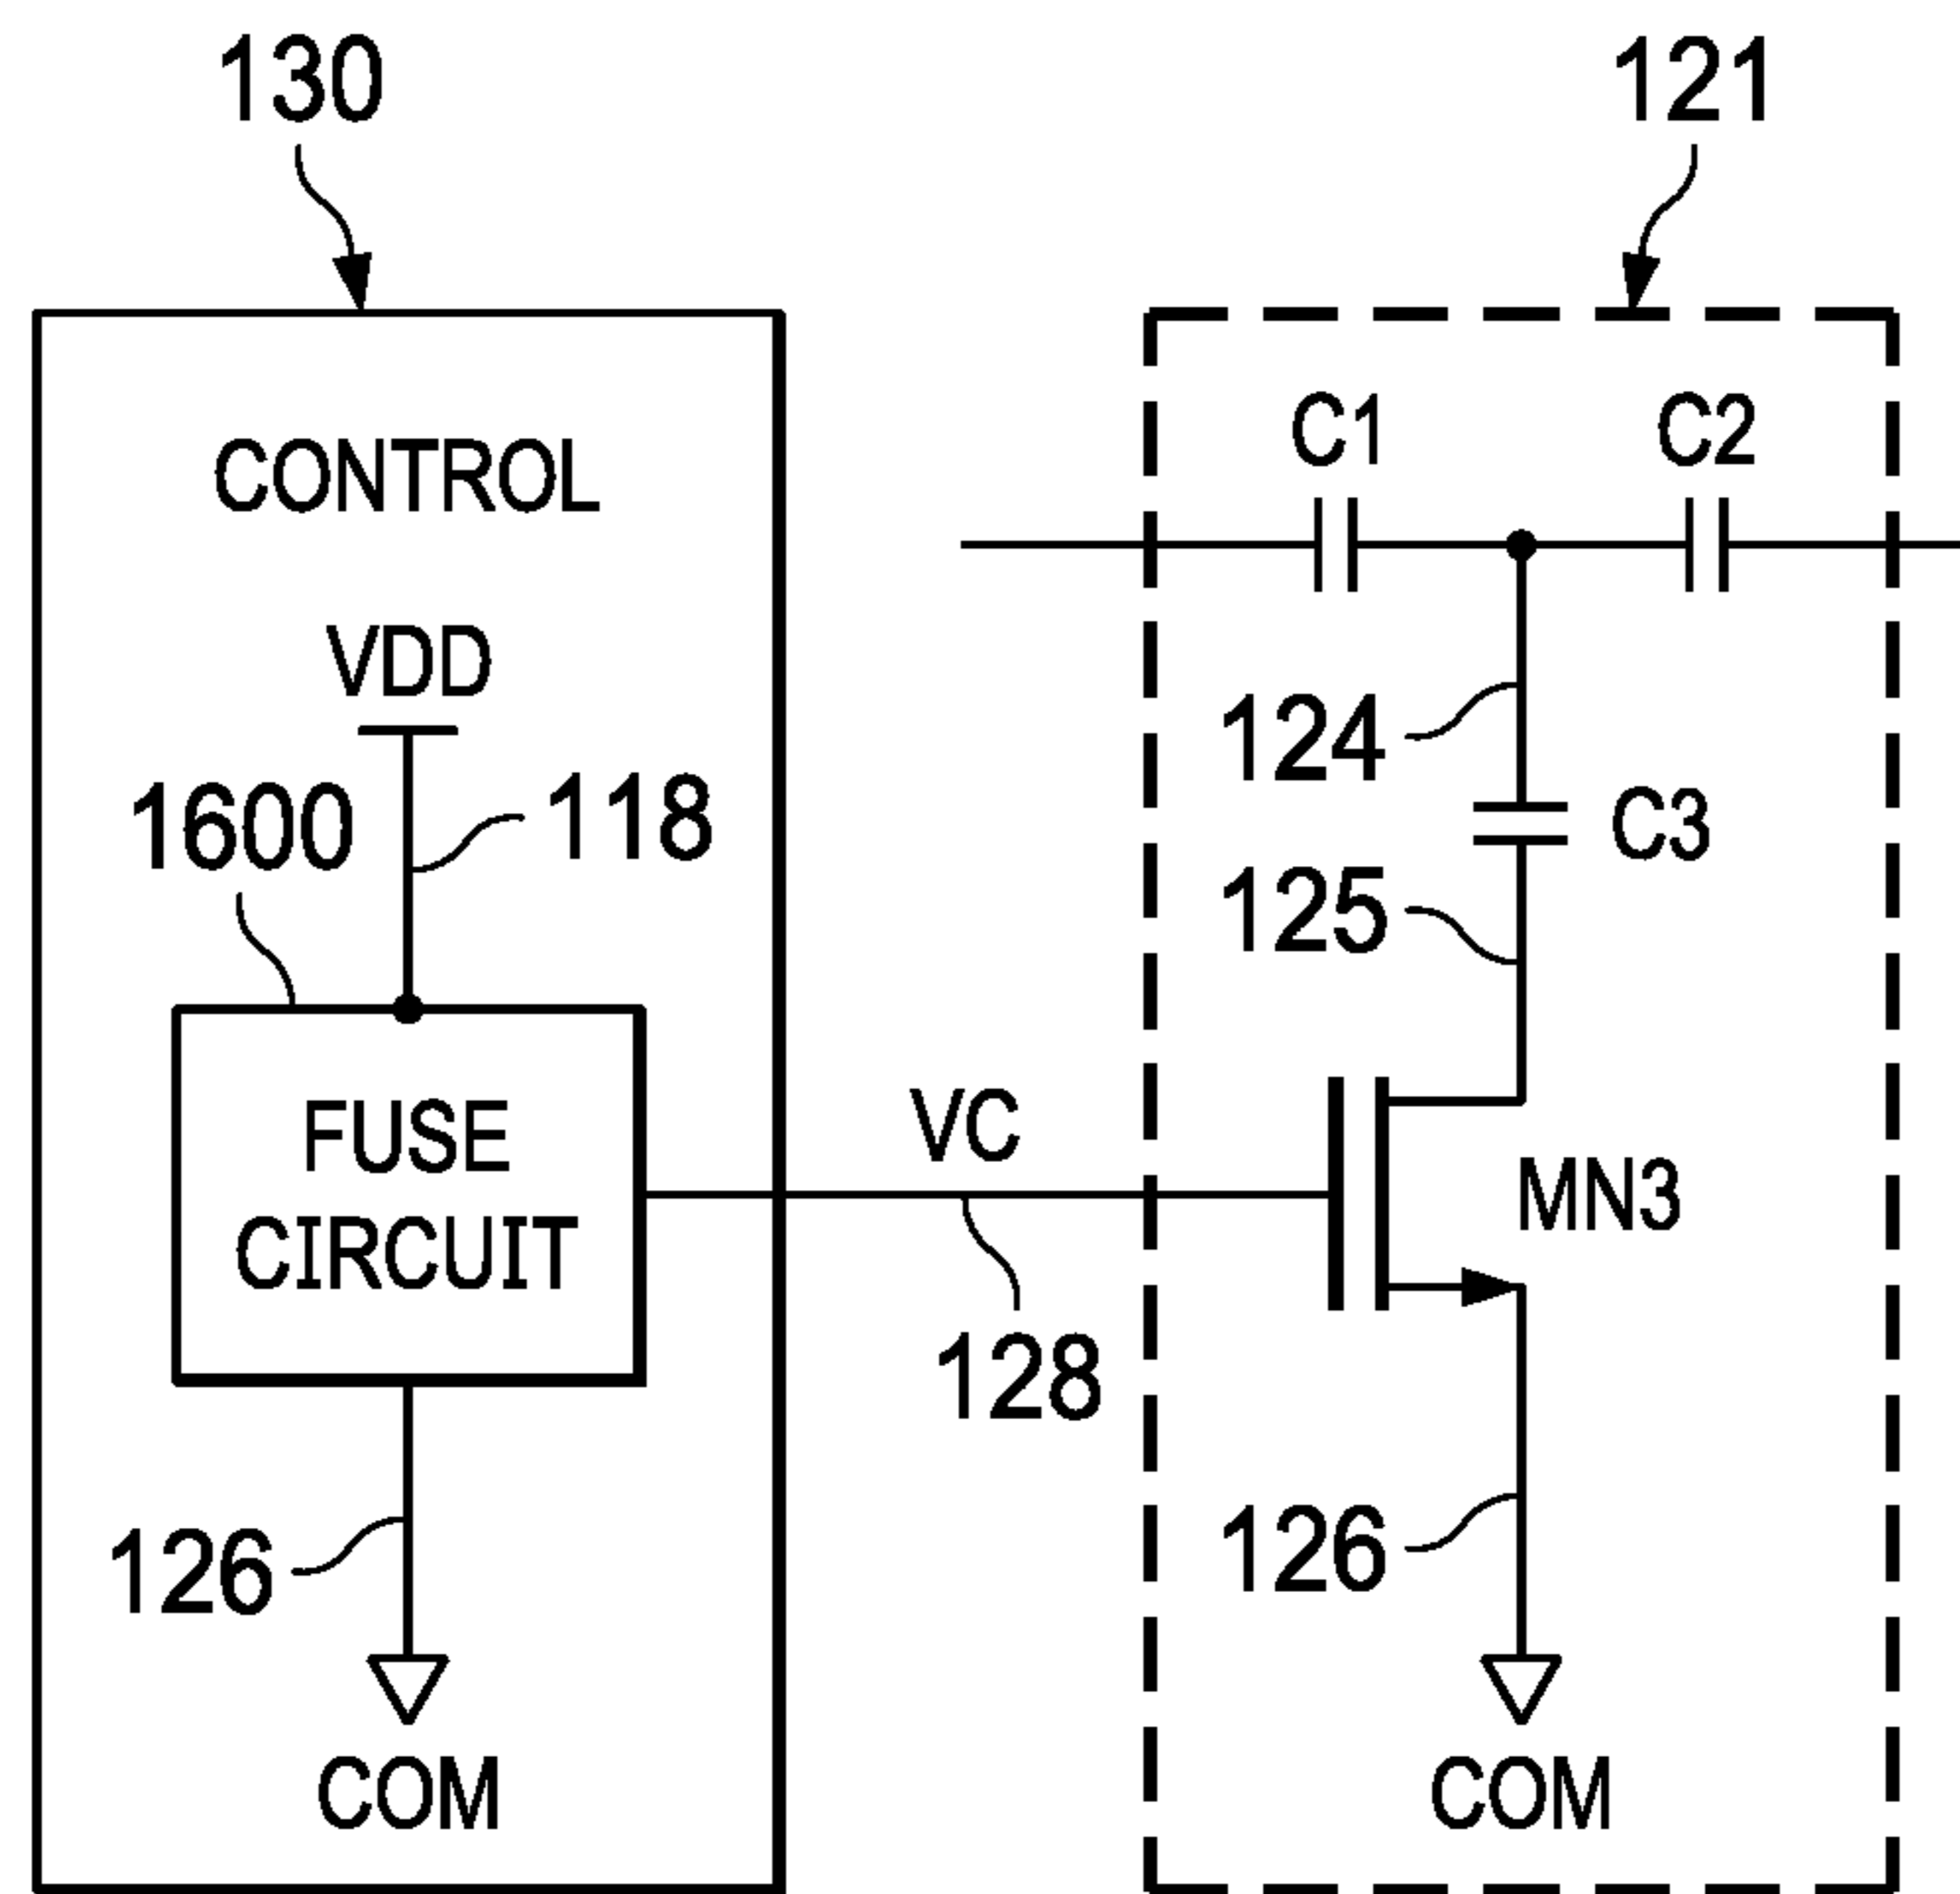 130
121
CONTROL
C1
C2
VDD
124
118
1600
C3
125
FUSE
CIRCUIT
VC
MN3
128
126
126
COM
COM